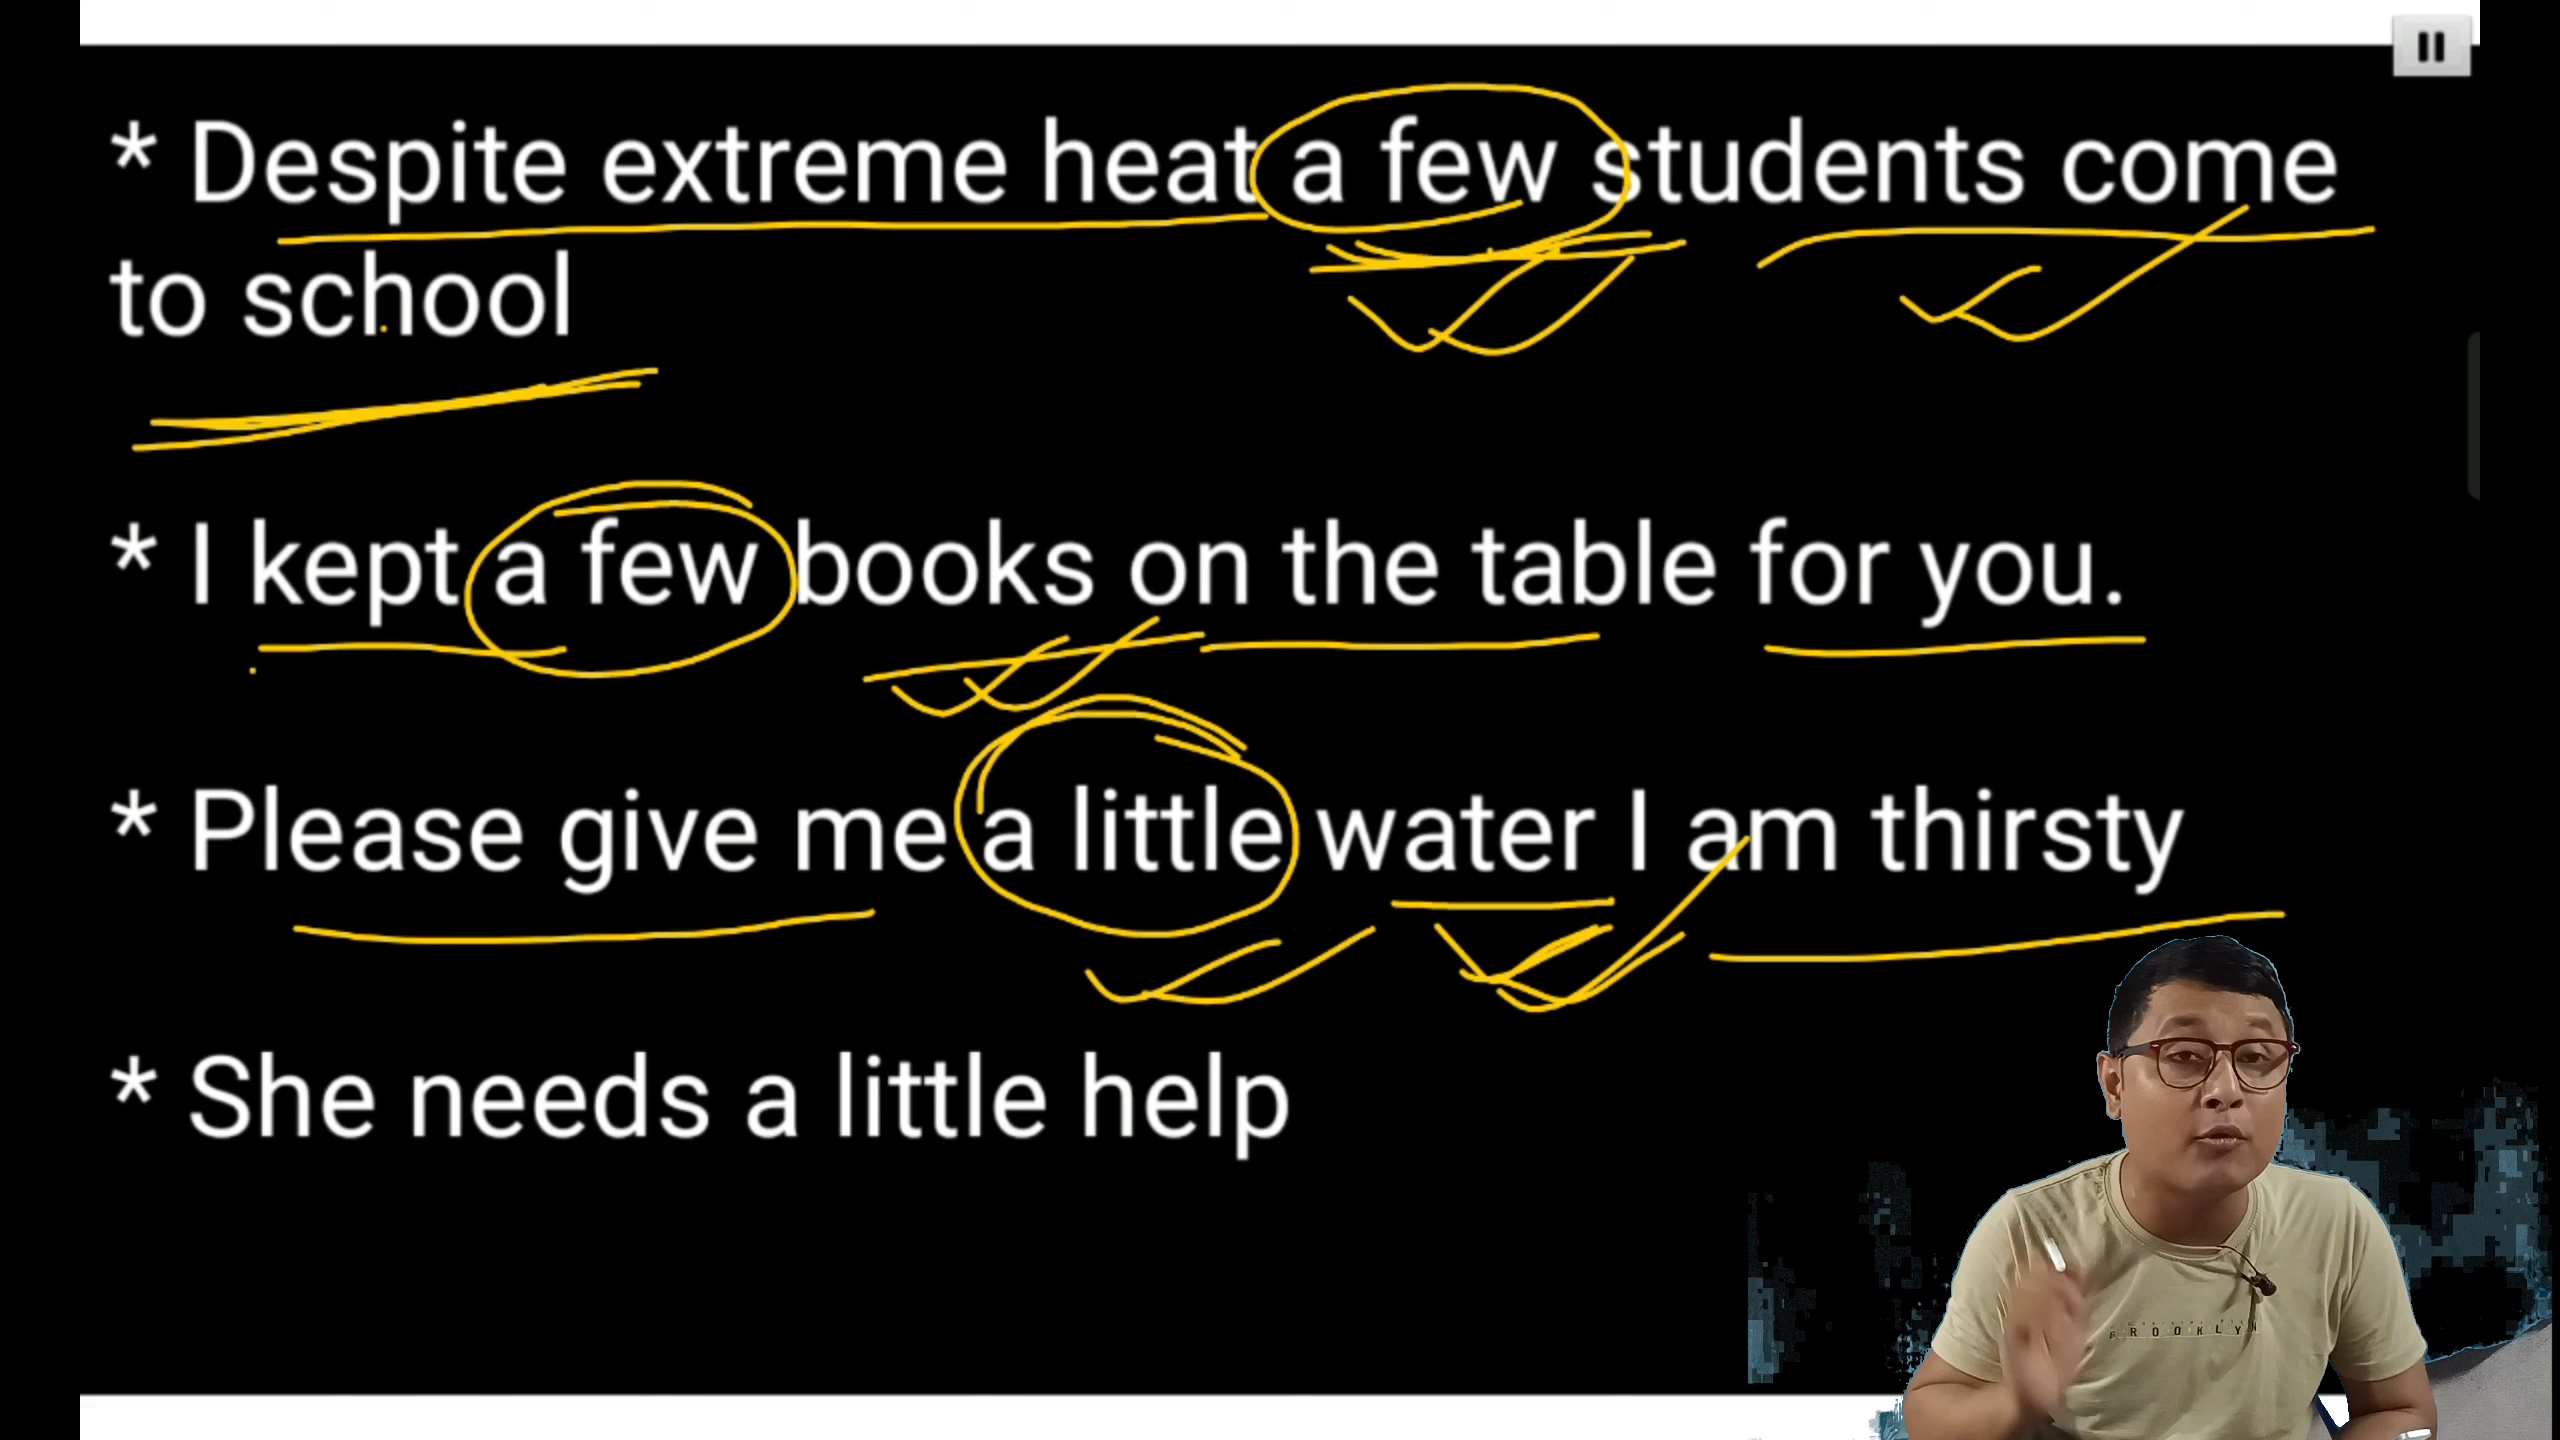 * Despite extreme heat a few students come
to school
* I kept a few books on the table for you.
* Please give me a little water I am thirsty
* She needs a little help
BROOKLYN